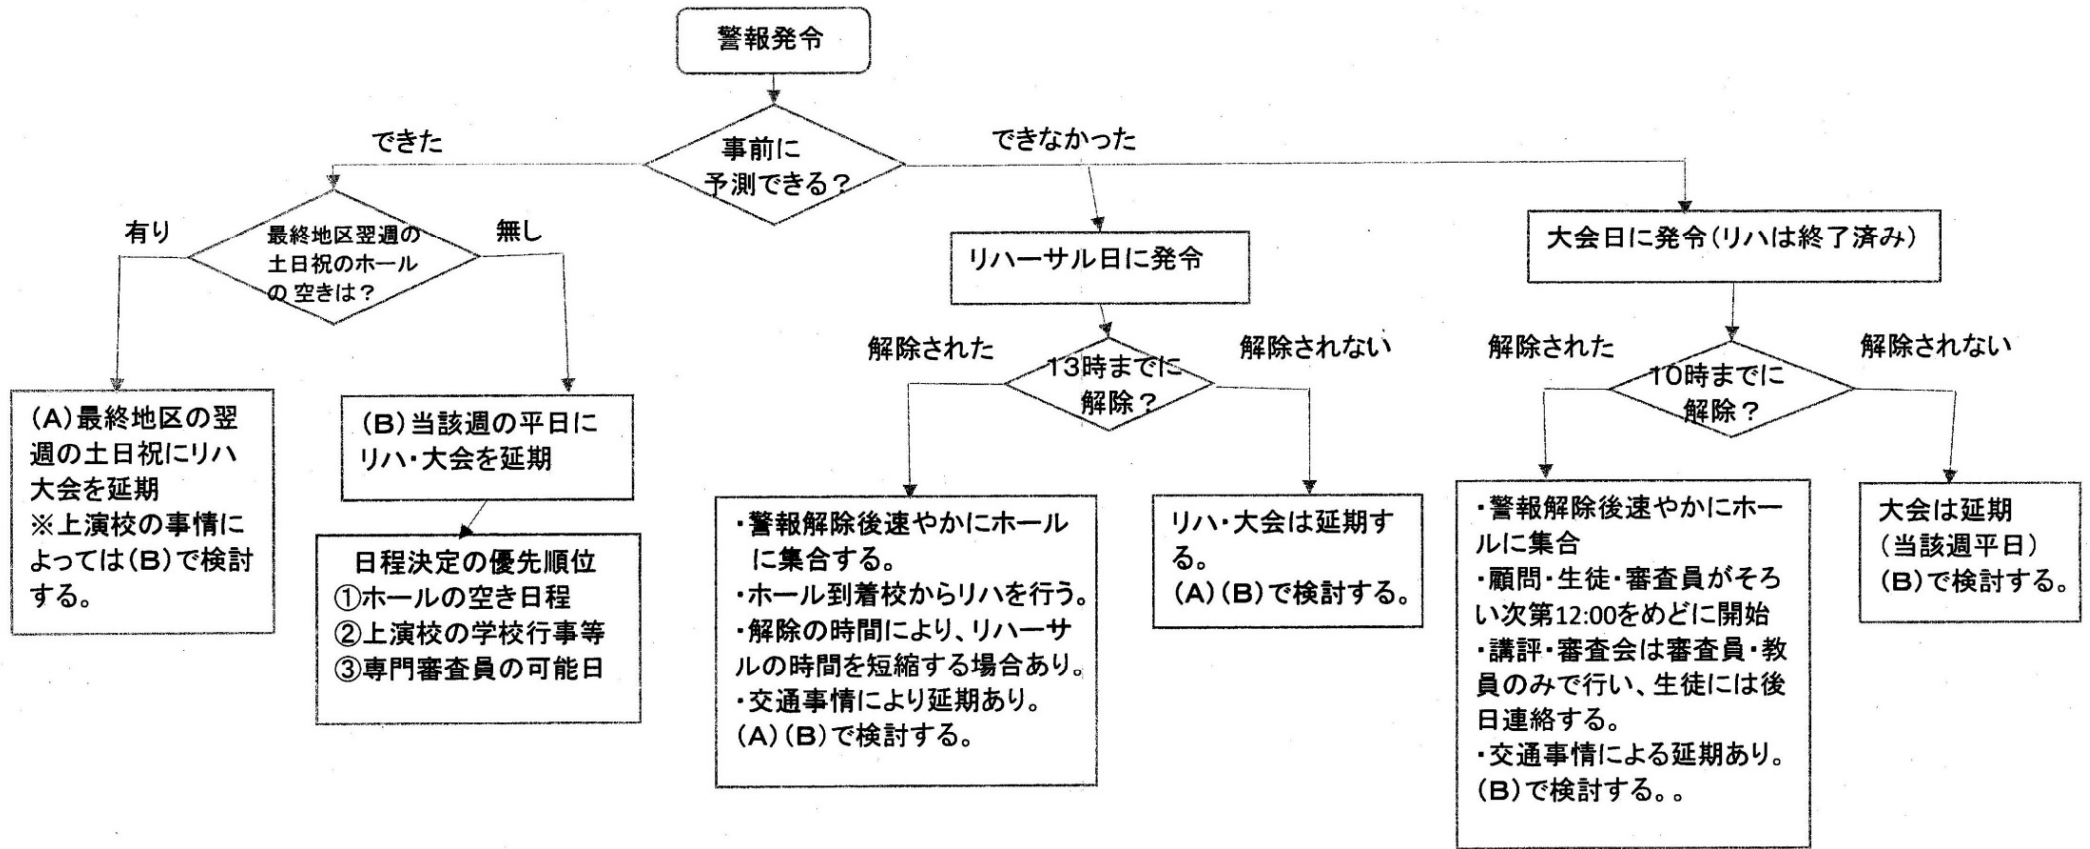 警報発令
事前に
予測できる？
できた
できなかった
最終地区翌週の
土日祝のホール
の 空きは？
有り
無し
(A)最終地区の翌
週の土日祝にリハ
大会を延期
※上演校の事情に
よっては(B)で検討
する。
(B)当該週の平日に
リハ・大会を延期
日程決定の優先順位
①ホールの空き日程
②上演校の学校行事等
③専門審査員の可能日
リハーサル日に発令
13時までに
解除？
解除された
解除されない
・警報解除後速やかにホール
に集合する。
・ホール到着校からリハを行う。
・解除の時間により、リハーサ
ルの時間を短縮する場合あり。
・交通事情により延期あり。
(A)(B)で検討する。
リハ・大会は延期す
る。
(A)(B)で検討する。
大会日に発令(リハは終了済み)
10時までに
解除？
解除された
解除されない
・警報解除後速やかにホー
ルに集合
・顧問・生徒・審査員がそろ
い次第12:00をめどに開始
・講評・審査会は審査員・教
員のみで行い、生徒には後
日連絡する。
・交通事情による延期あり。
(B)で検討する。。
大会は延期
(当該週平日)
(B)で検討する。